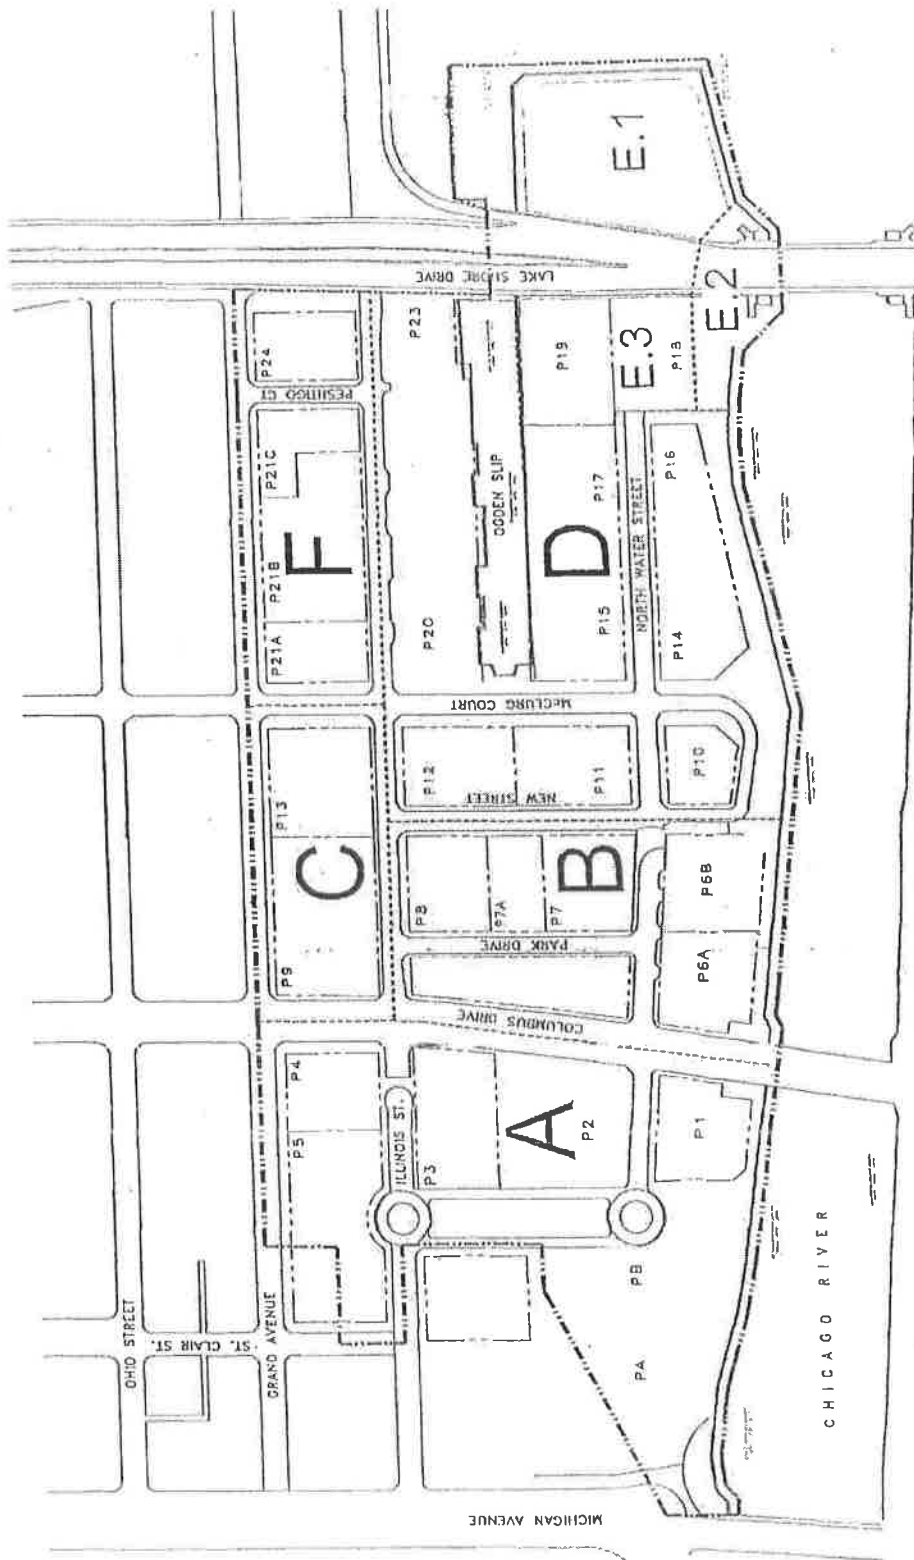 OHIO STREET
ST. CLAIR ST.
GRAND AVENUE
MICHIGAN AVENUE
P5
P4
ILLINOIS ST.
P3
A
P2
P1
PB
PA
CHICAGO RIVER
COLUMBUS DRIVE
P9
C
P13
P8
P7A
P7
B
PARK DRIVE
P6A
P6B
P12
NEW STREET
P11
P10
McCLURG COURT
P21A
P21B
P21C
F
PESHTIGO CT
P24
P20
P23
OGDEN SLIP
P15
D
P17
P19
NORTH WATER STREET
P14
P16
E.3
P18
E.2
LAKE SHORE DRIVE
E.1